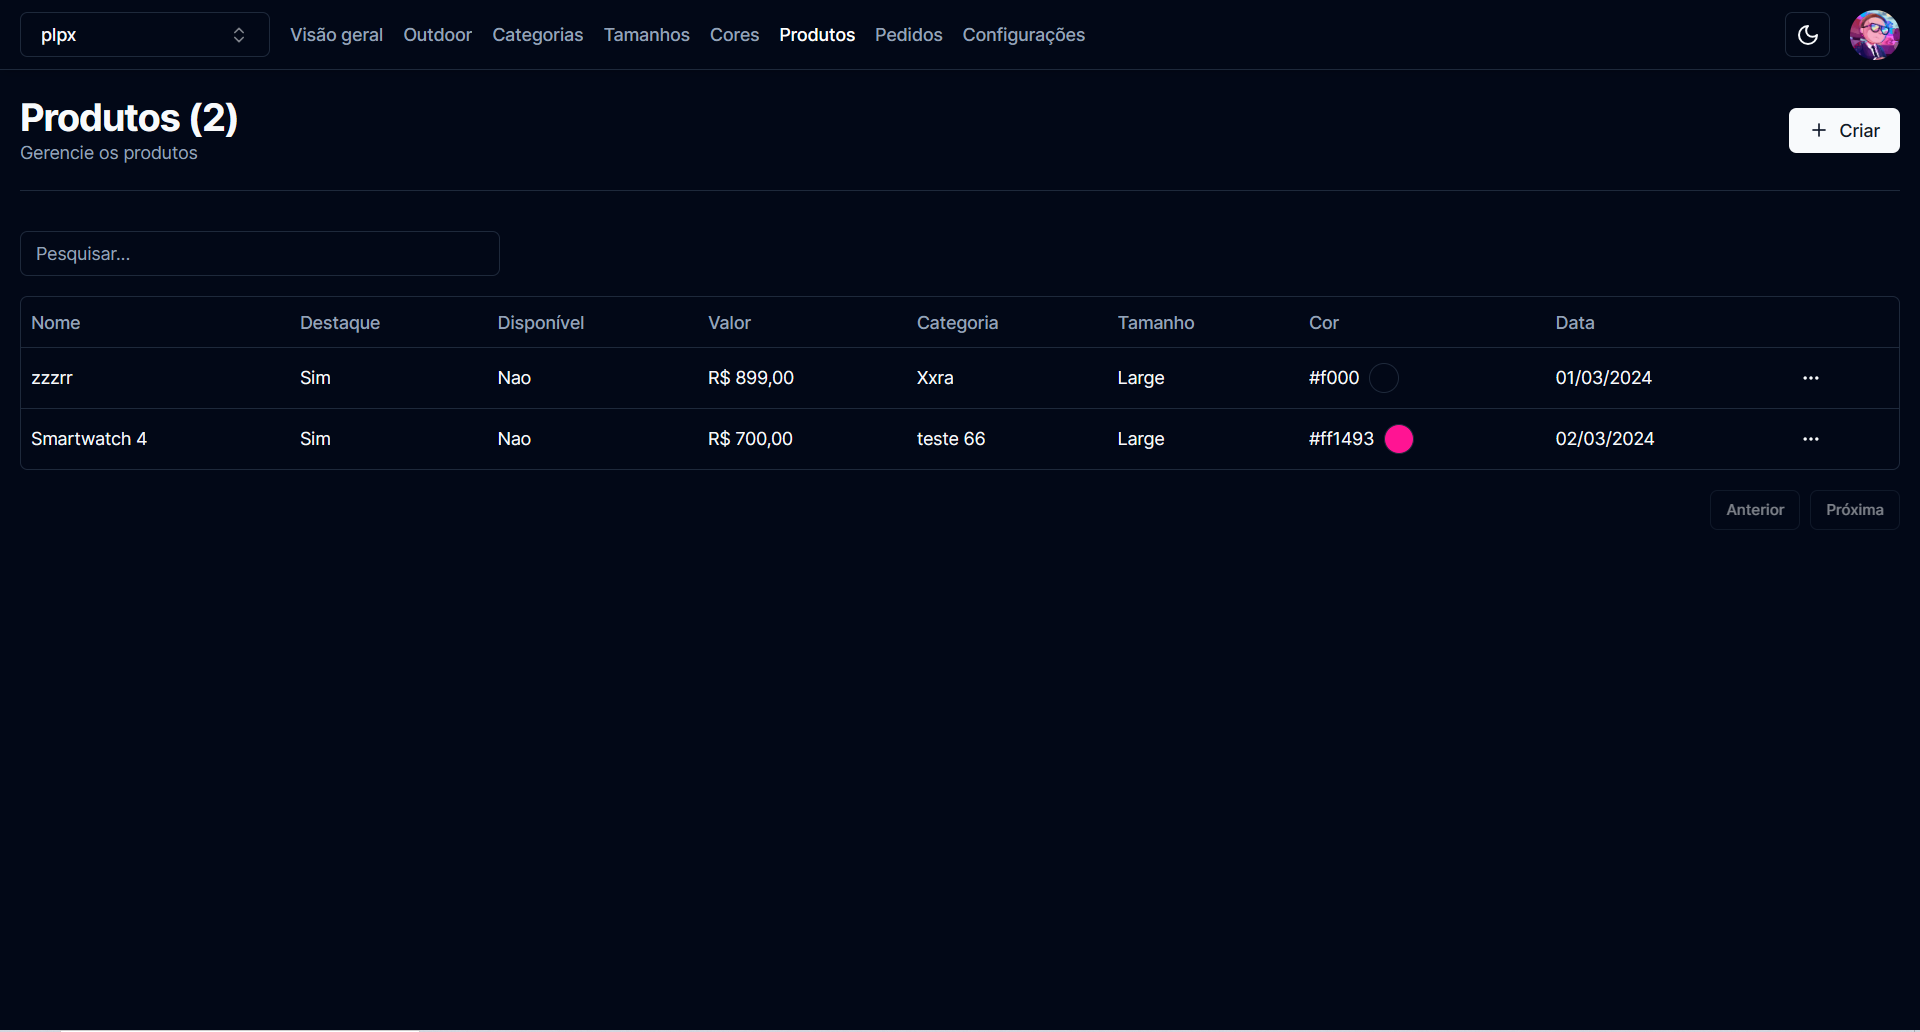 plpx Visão geral Outdoor Categorias Tamanhos Cores Produtos Pedidos Configurações
Produtos (2)
Gerencie os produtos
+ Criar
Pesquisar...
Nome Destaque Disponível Valor Categoria Tamanho Cor Data
zzzrr Sim Nao R$ 899,00 Xxra Large #f000 01/03/2024
Smartwatch 4 Sim Nao R$ 700,00 teste 66 Large #ff1493 02/03/2024
Anterior Próxima